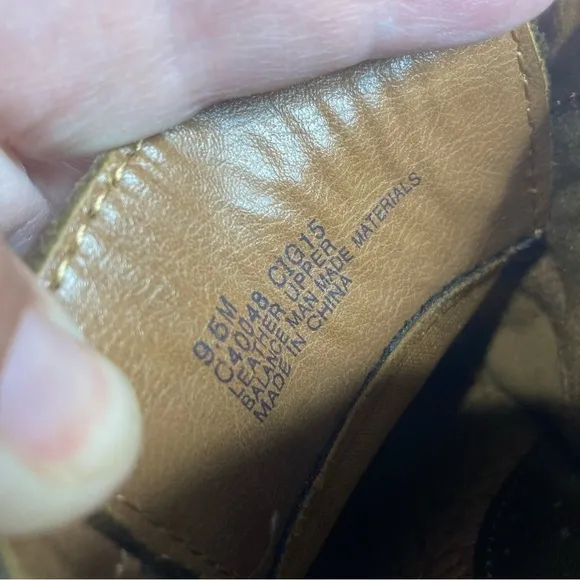 9.5M
C40048 CIG15
LEATHER UPPER
BALANCE MAN MADE MATERIALS
MADE IN CHINA